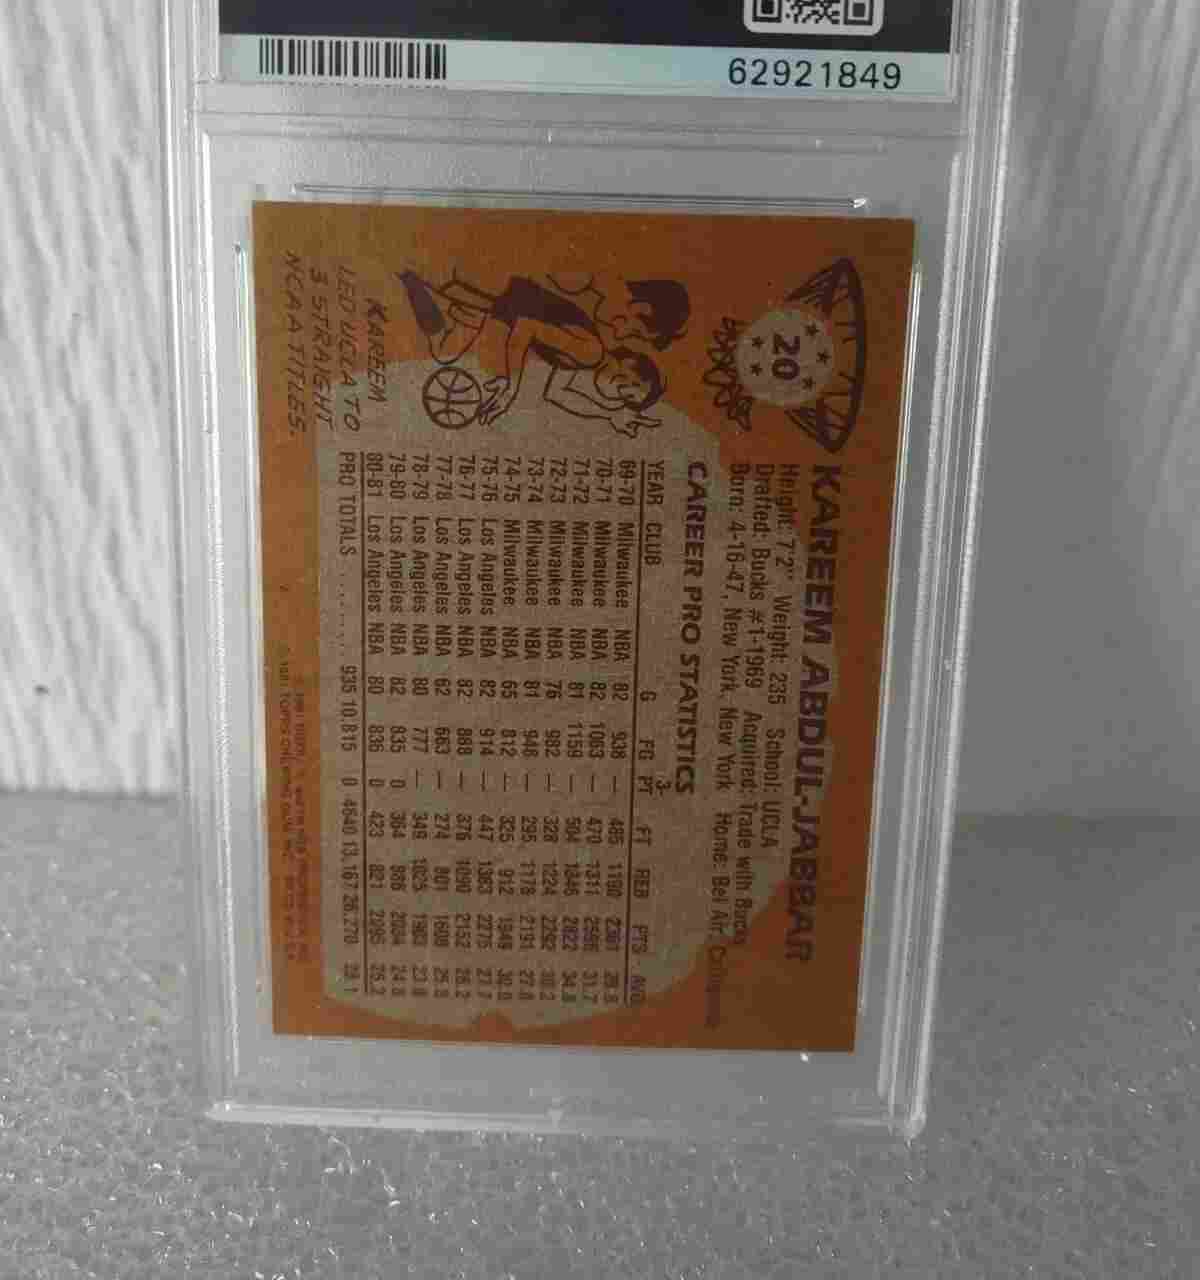 62921849
20
KAREEM ABDUL-JABBAR
Height: 7'2" Weight: 235 School: UCLA
Drafted: Bucks #1-1969 Acquired: Trade with Bucks
Born: 4-16-47, New York, New York Home: Bel Air, California
CAREER PRO STATISTICS
YEAR CLUB G FG 3-PT FT REB PTS AVG
69-70 Milwaukee NBA 82 938 — 485 1190 2361 28.8
70-71 Milwaukee NBA 82 1063 — 470 1311 2596 31.7
71-72 Milwaukee NBA 81 1159 — 504 1346 2822 34.8
72-73 Milwaukee NBA 76 982 — 328 1224 2292 30.2
73-74 Milwaukee NBA 81 948 — 295 1178 2191 27.0
74-75 Milwaukee NBA 65 812 — 325 912 1949 30.0
75-76 Los Angeles NBA 82 914 — 447 1383 2275 27.7
76-77 Los Angeles NBA 82 888 — 376 1090 2152 26.2
77-78 Los Angeles NBA 62 663 — 274 801 1600 25.8
78-79 Los Angeles NBA 80 777 — 349 1025 1903 23.8
79-80 Los Angeles NBA 82 835 0 364 886 2034 24.8
80-81 Los Angeles NBA 80 836 0 423 821 2095 26.2
PRO TOTALS ........ 935 10,815 0 4640 13,167 26,270 28.1
KAREEM
LED UCLA TO
3 STRAIGHT
NCAA TITLES.
© 1981 TOPPS CHEWING GUM, INC.